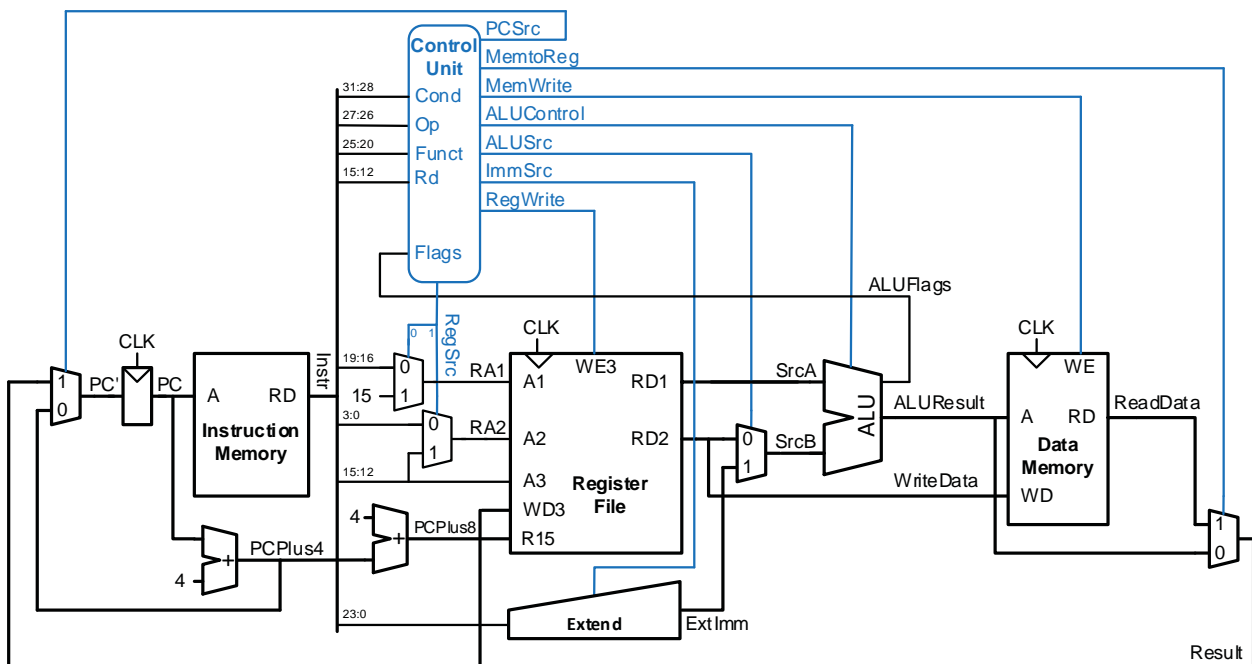 PCSrc
Control
Unit
MemtoReg
MemWrite
ALUControl
ALUSrc
ImmSrc
RegWrite
31:28
Cond
27:26
Op
25:20
Funct
15:12
Rd
Flags
ALUFlags
0 1
RegSrc
CLK
CLK
CLK
19:16
0
1
15
RA1
A1
WE3
RD1
SrcA
WE
1
0
PC'
PC
A
RD
Instr
Instruction
Memory
3:0
0
1
RA2
A2
RD2
0
1
SrcB
ALU
ALUResult
A
RD
ReadData
Data
Memory
15:12
A3
Register
File
WriteData
WD
WD3
4
+
PCPlus8
R15
1
0
+
PCPlus4
4
23:0
Extend
ExtImm
Result